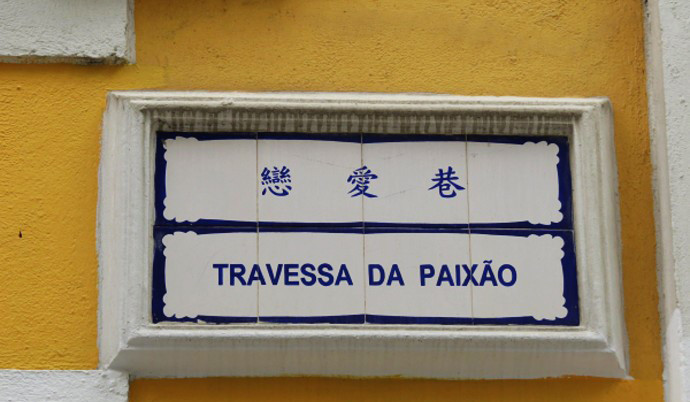 戀愛巷
TRAVESSA DA PAIXÃO